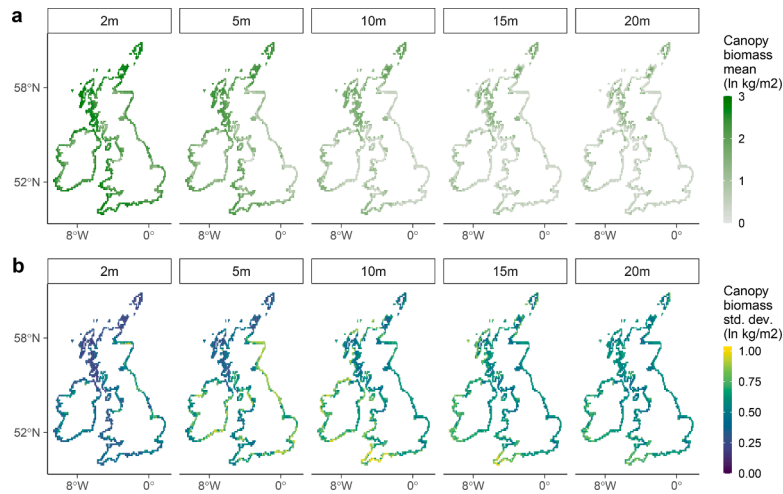 a
2m 5m 10m 15m 20m
Canopy
biomass
mean
(ln kg/m2)
3
2
1
0
58°N
52°N
8°W 0° 8°W 0° 8°W 0° 8°W 0° 8°W 0°
b
2m 5m 10m 15m 20m
Canopy
biomass
std. dev.
(ln kg/m2)
1.00
0.75
0.50
0.25
0.00
58°N
52°N
8°W 0° 8°W 0° 8°W 0° 8°W 0° 8°W 0°